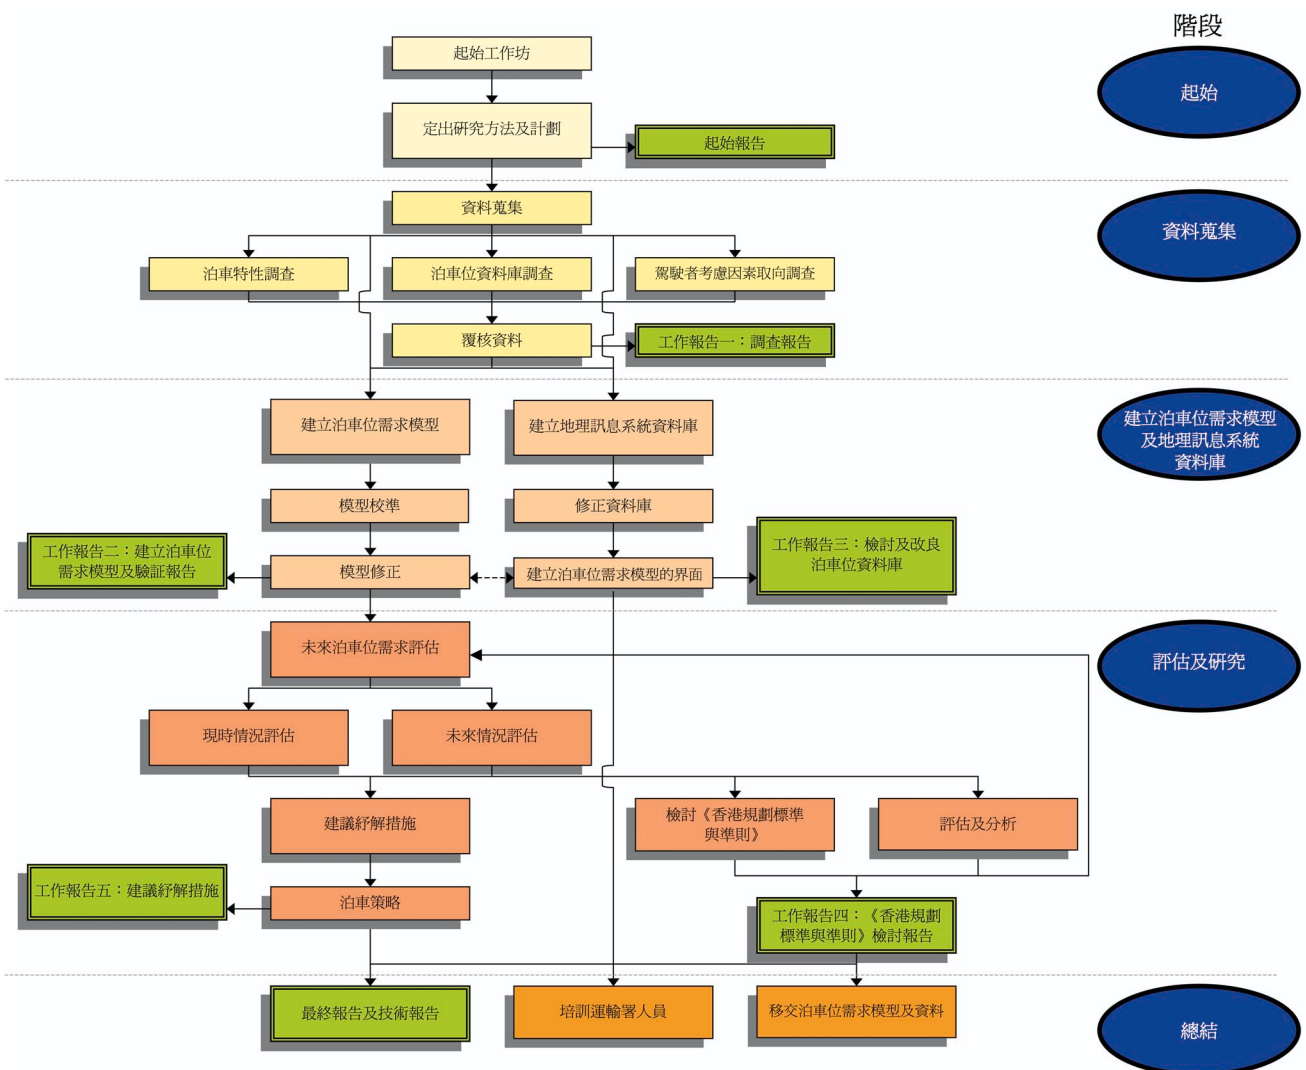 階段
起始工作坊
起始
定出研究方法及計劃
起始報告
資料蒐集
資料蒐集
泊車特性調查
泊車位資料庫調查
駕駛者考慮因素取向調查
覆核資料
工作報告一：調查報告
建立泊車位需求模型
建立地理訊息系統資料庫
建立泊車位需求模型
及地理訊息系統
資料庫
模型校準
修正資料庫
工作報告二：建立泊車位
需求模型及驗証報告
模型修正
建立泊車位需求模型的界面
工作報告三：檢討及改良
泊車位資料庫
未來泊車位需求評估
評估及研究
現時情況評估
未來情況評估
建議紓解措施
檢討《香港規劃標準
與準則》
評估及分析
工作報告五：建議紓解措施
泊車策略
工作報告四：《香港規劃
標準與準則》檢討報告
最終報告及技術報告
培訓運輸署人員
移交泊車位需求模型及資料
總結